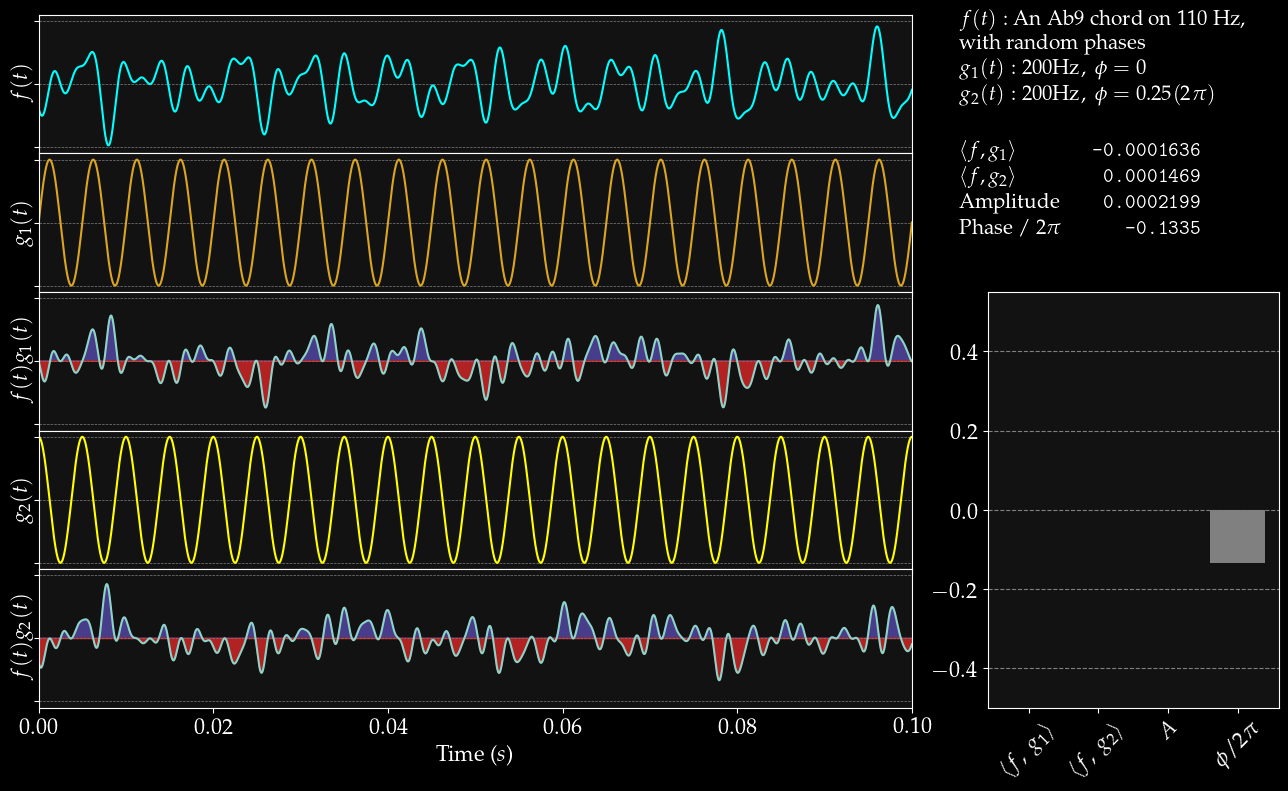 f(t)
g₁(t)
f(t)g₁(t)
g₂(t)
f(t)g₂(t)
0.00 0.02 0.04 0.06 0.08 0.10
Time (s)
f(t) : An Ab9 chord on 110 Hz,
with random phases
g₁(t) : 200Hz, ϕ = 0
g₂(t) : 200Hz, ϕ = 0.25(2π)
⟨f, g₁⟩ -0.0001636
⟨f, g₂⟩ 0.0001469
Amplitude 0.0002199
Phase / 2π -0.1335
0.4
0.2
0.0
−0.2
−0.4
⟨f, g₁⟩ ⟨f, g₂⟩ A ϕ/2π